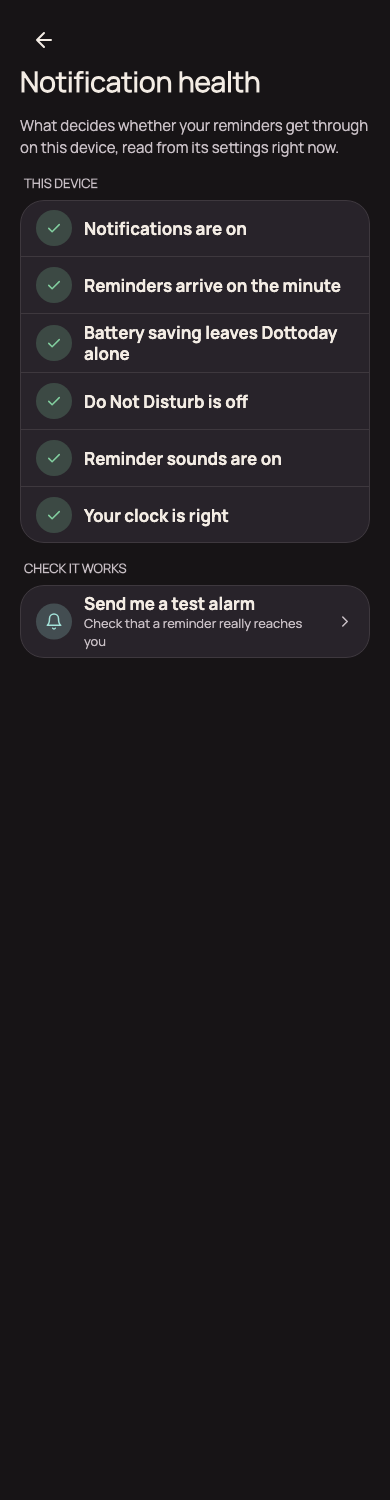 Notification health
What decides whether your reminders get through
on this device, read from its settings right now.
THIS DEVICE
Notifications are on
Reminders arrive on the minute
Battery saving leaves Dottoday
alone
Do Not Disturb is off
Reminder sounds are on
Your clock is right
CHECK IT WORKS
Send me a test alarm
Check that a reminder really reaches
you